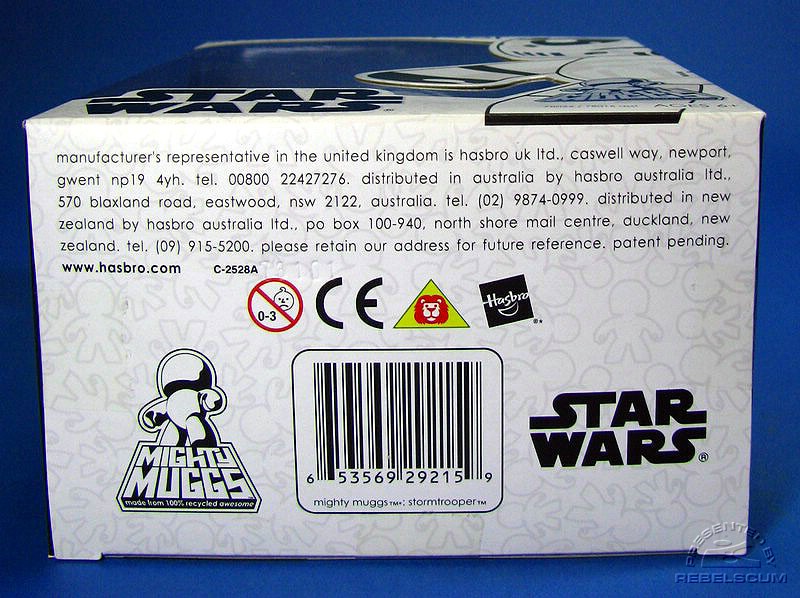 STAR
WARS
AGES 4+
manufacturer's representative in the united kingdom is hasbro uk ltd., caswell way, newport,
gwent np19 4yh. tel. 00800 22427276. distributed in australia by hasbro australia ltd.,
570 blaxland road, eastwood, nsw 2122, australia. tel. (02) 9874-0999. distributed in new
zealand by hasbro australia ltd., po box 100-940, north shore mail centre, duckland, new
zealand. tel. (09) 915-5200. please retain our address for future reference. patent pending.
www.hasbro.com C-2528A
0-3 CE Hasbro ®*
MIGHTY
MUGGS
made from 100% recycled awesome
6 53569 29215 9
mighty muggs™*: stormtrooper™
STAR
WARS®
PRESENTED BY
REBELSCUM